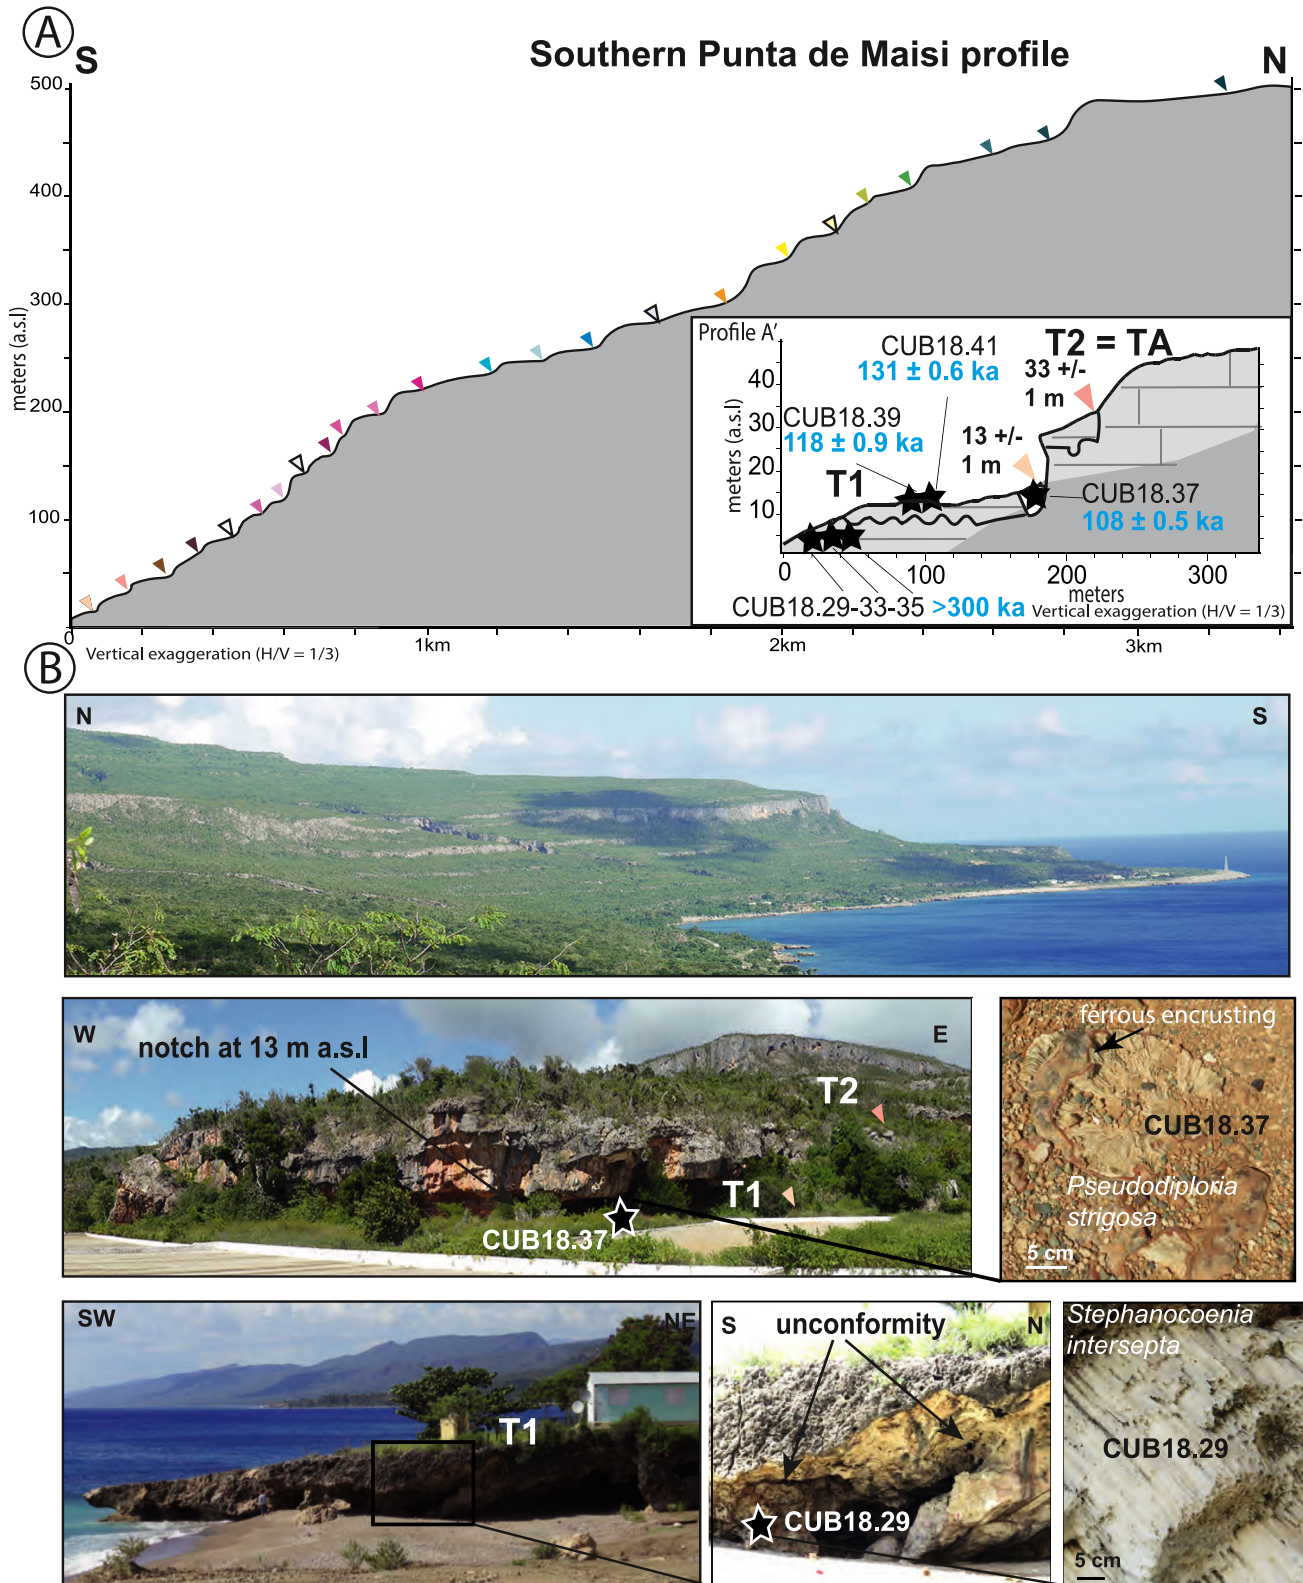 A
S
Southern Punta de Maisi profile
N
500
400
300
200
100
meters (a.s.l)
0
1km
2km
3km
Vertical exaggeration (H/V = 1/3)
Profile A'
T2 = TA
CUB18.41
131 ± 0.6 ka
33 +/-
1 m
CUB18.39
118 ± 0.9 ka
13 +/-
1 m
T1
CUB18.37
108 ± 0.5 ka
40
30
20
10
meters (a.s.l)
0
100
200
300
meters
CUB18.29-33-35 >300 ka
Vertical exaggeration (H/V = 1/3)
B
N
S
W
E
notch at 13 m a.s.l
T2
T1
CUB18.37
ferrous encrusting
CUB18.37
Pseudodiploria
strigosa
5 cm
SW
NE
T1
S
N
unconformity
CUB18.29
Stephanocoenia
intersepta
CUB18.29
5 cm